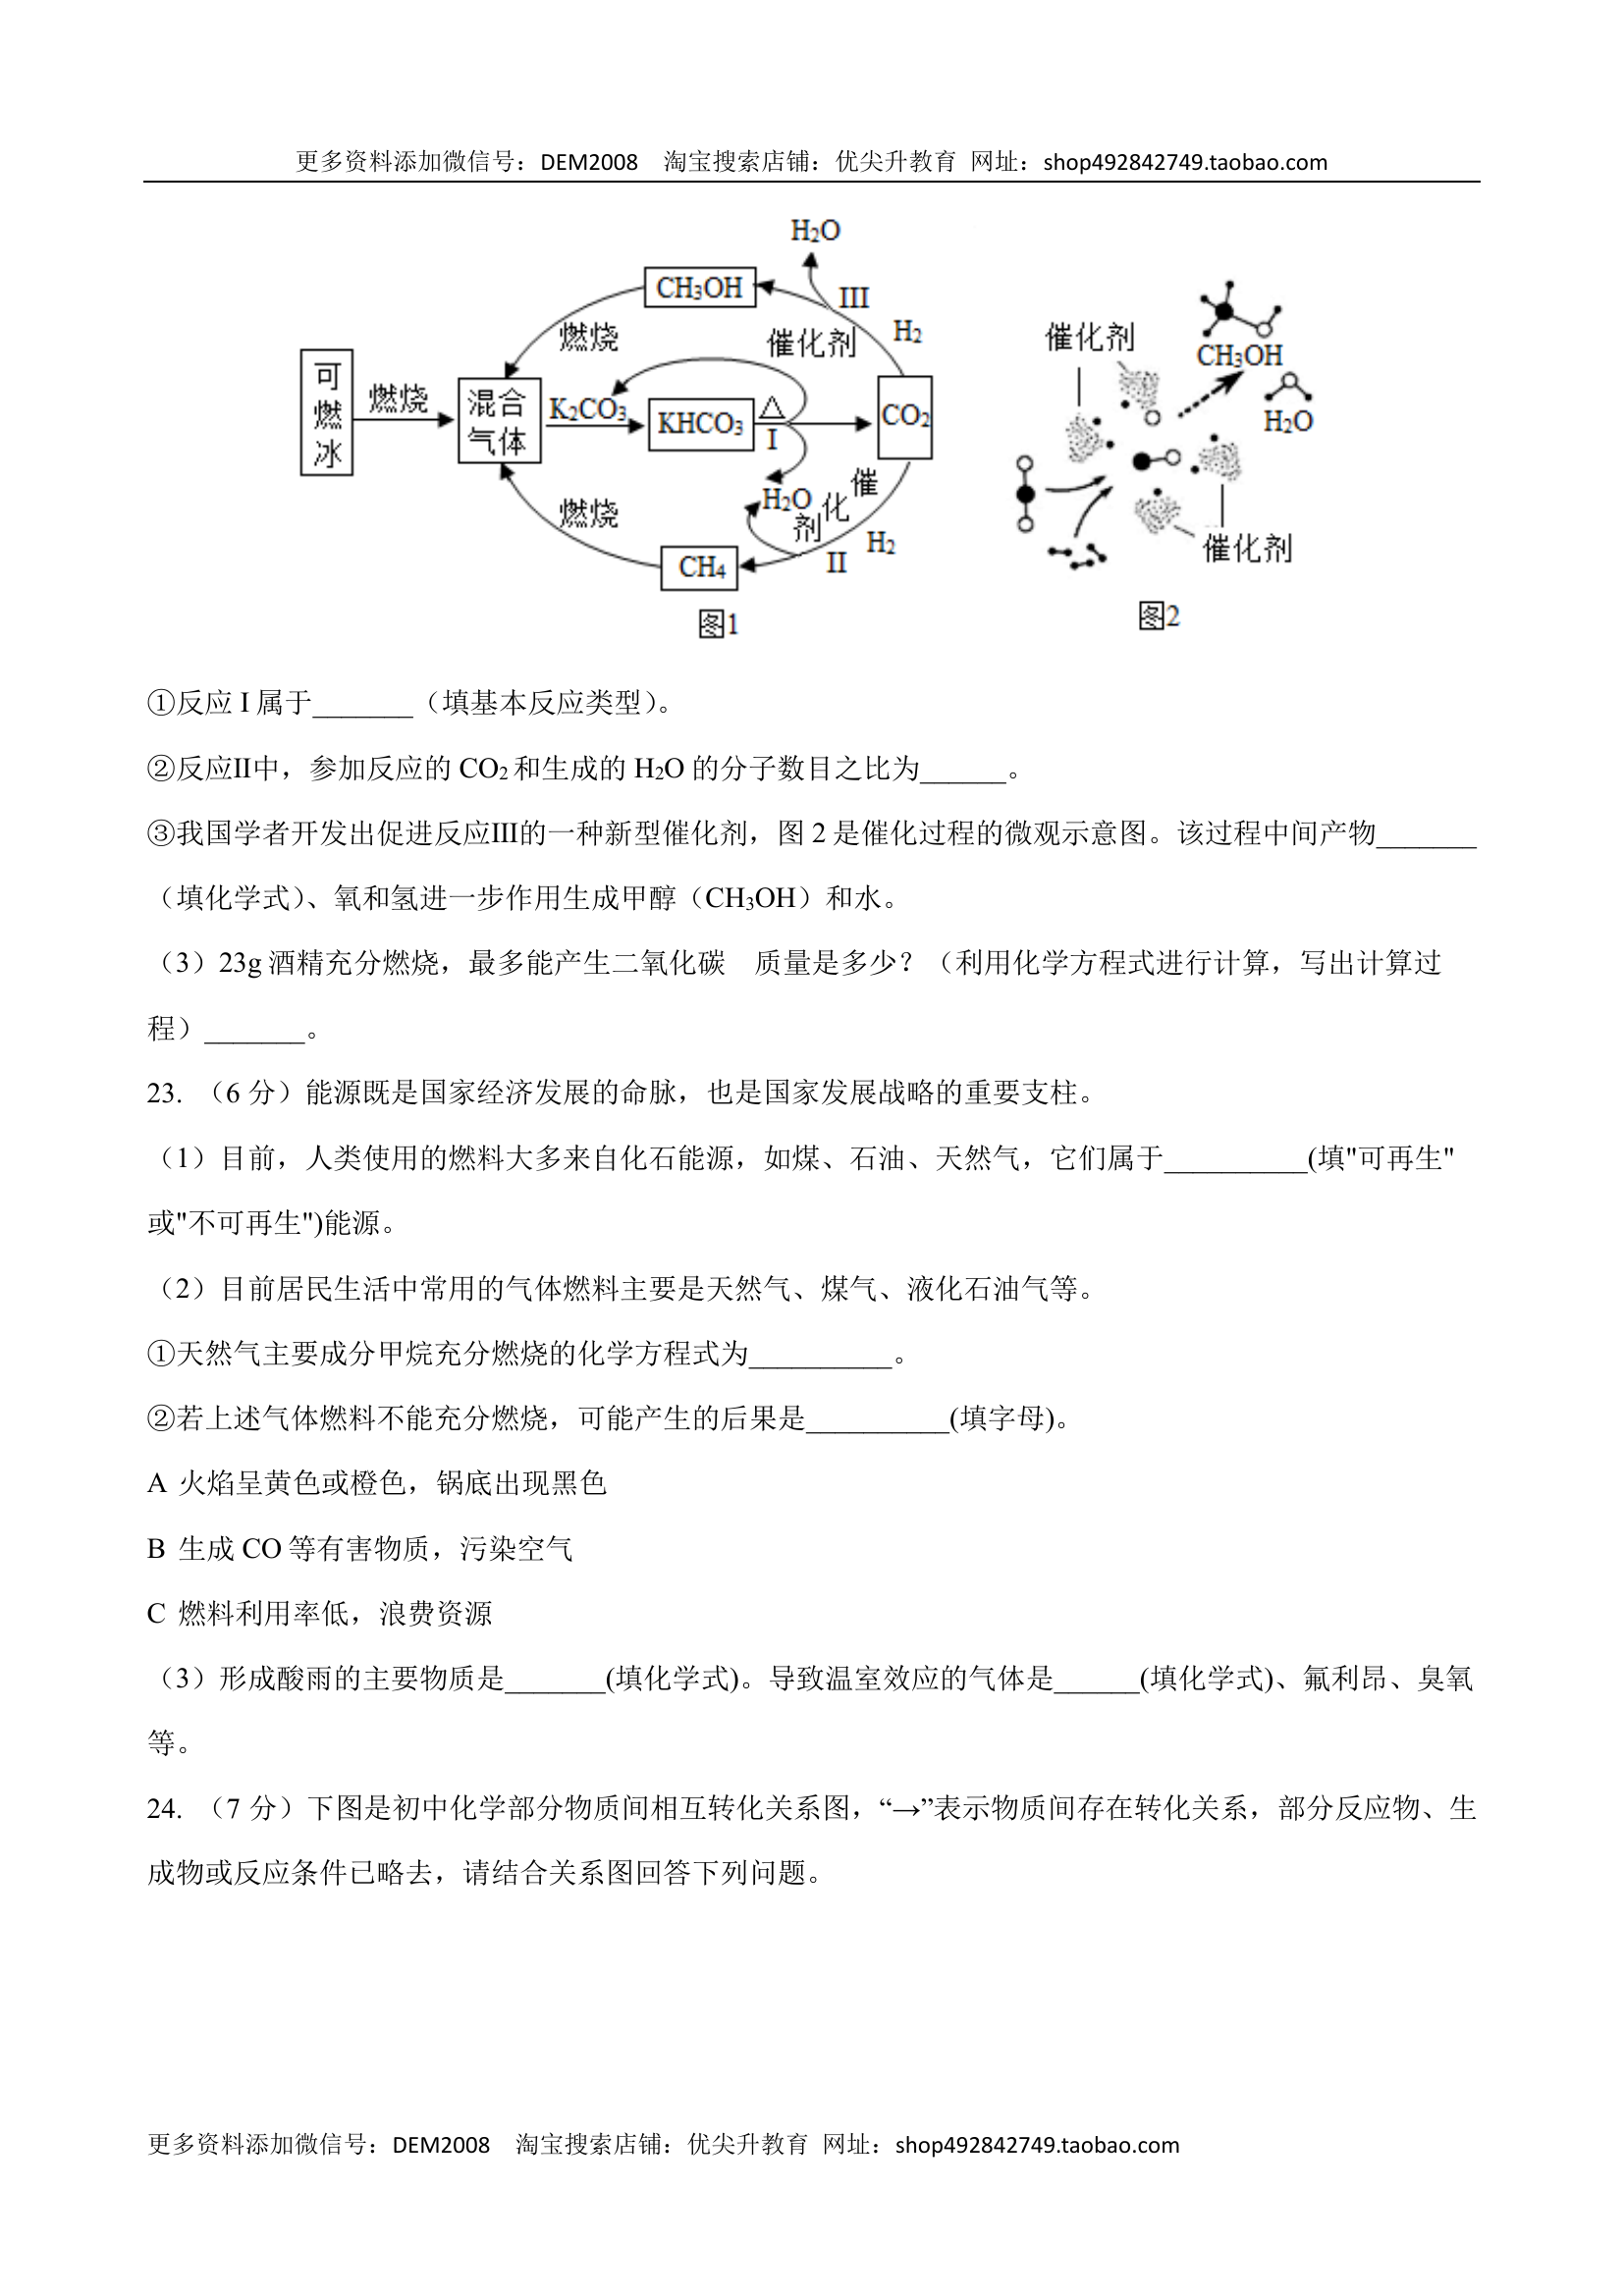 更多资料添加微信号：DEM2008 淘宝搜索店铺：优尖升教育 网址：shop492842749.taobao.com
H₂O
CH₃OH
III
燃烧
催化剂
H₂
可燃冰
燃烧
混合气体
K₂CO₃
KHCO₃
△
I
CO₂
H₂O
催化剂
燃烧
H₂
CH₄
II
图1
催化剂
CH₃OH
H₂O
催化剂
图2
①反应 I 属于_______（填基本反应类型）。
②反应Ⅱ中，参加反应的 CO₂ 和生成的 H₂O 的分子数目之比为______。
③我国学者开发出促进反应Ⅲ的一种新型催化剂，图 2 是催化过程的微观示意图。该过程中间产物_______
（填化学式）、氧和氢进一步作用生成甲醇（CH₃OH）和水。
（3）23g 酒精充分燃烧，最多能产生二氧化碳 质量是多少？（利用化学方程式进行计算，写出计算过
程）_______。
23. （6 分）能源既是国家经济发展的命脉，也是国家发展战略的重要支柱。
（1）目前，人类使用的燃料大多来自化石能源，如煤、石油、天然气，它们属于__________(填"可再生"
或"不可再生")能源。
（2）目前居民生活中常用的气体燃料主要是天然气、煤气、液化石油气等。
①天然气主要成分甲烷充分燃烧的化学方程式为__________。
②若上述气体燃料不能充分燃烧，可能产生的后果是__________(填字母)。
A 火焰呈黄色或橙色，锅底出现黑色
B 生成 CO 等有害物质，污染空气
C 燃料利用率低，浪费资源
（3）形成酸雨的主要物质是_______(填化学式)。导致温室效应的气体是______(填化学式)、氟利昂、臭氧
等。
24. （7 分）下图是初中化学部分物质间相互转化关系图，“→”表示物质间存在转化关系，部分反应物、生
成物或反应条件已略去，请结合关系图回答下列问题。
更多资料添加微信号：DEM2008 淘宝搜索店铺：优尖升教育 网址：shop492842749.taobao.com